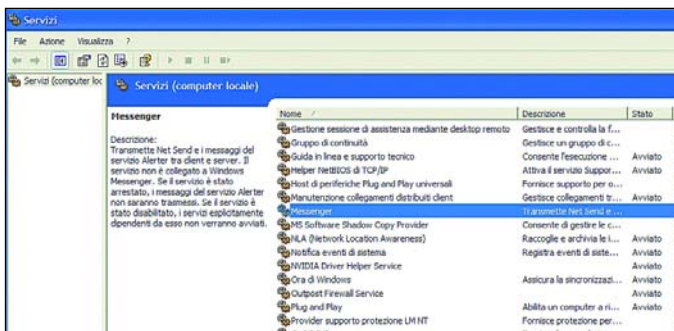 Servizi
File Azione Visualizza ?
Servizi (computer loc
Servizi (computer locale)
Messenger
Descrizione:
Transmette Net Send e i messaggi del
servizio Alerter tra client e server. Il
servizio non è collegato a Windows
Messenger. Se il servizio è stato
arrestato, i messaggi del servizio Alerter
non saranno trasmessi. Se il servizio è
stato disabilitato, i servizi esplicitamente
dipendenti da esso non verranno avviati.
Nome Descrizione Stato
Gestione sessione di assistenza mediante desktop remoto Gestisce e controlla la f...
Gruppo di continuità Gestisce un gruppo di c...
Guida in linea e supporto tecnico Consente l'esecuzione ... Avviato
Helper NetBIOS di TCP/IP Attiva il servizio Suppor... Avviato
Host di periferiche Plug and Play universali Fornisce supporto per o...
Manutenzione collegamenti distribuiti client Gestisce collegamenti tr... Avviato
Messenger Transmette Net Send e ...
MS Software Shadow Copy Provider Consente di gestire le c...
NLA (Network Location Awareness) Raccoglie e archivia le i... Avviato
Notifica eventi di sistema Registra eventi di siste... Avviato
NVIDIA Driver Helper Service Avviato
Ora di Windows Assicura la sincronizzazi... Avviato
Outpost Firewall Service Avviato
Plug and Play Abilita un computer a ri... Avviato
Provider supporto protezione LM NT Fornisce protezione per...